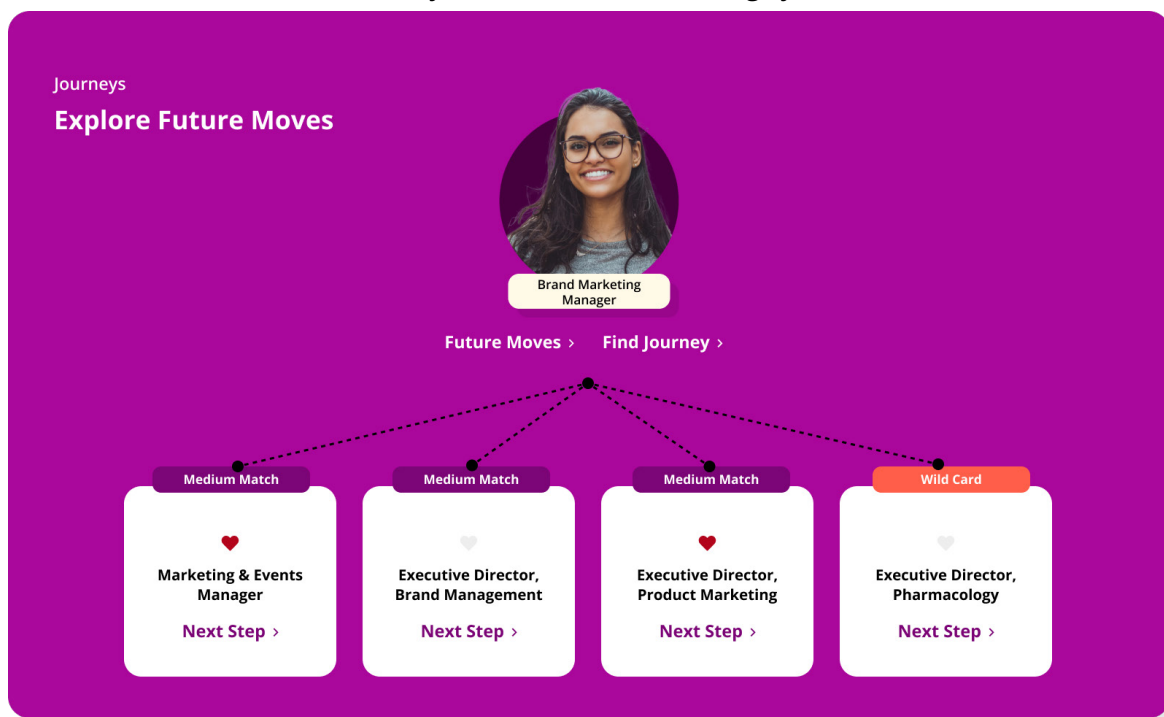 Journeys
Explore Future Moves
Brand Marketing
Manager
Future Moves >
Find Journey >
Medium Match
Medium Match
Medium Match
Wild Card
Marketing & Events
Manager
Next Step >
Executive Director,
Brand Management
Next Step >
Executive Director,
Product Marketing
Next Step >
Executive Director,
Pharmacology
Next Step >